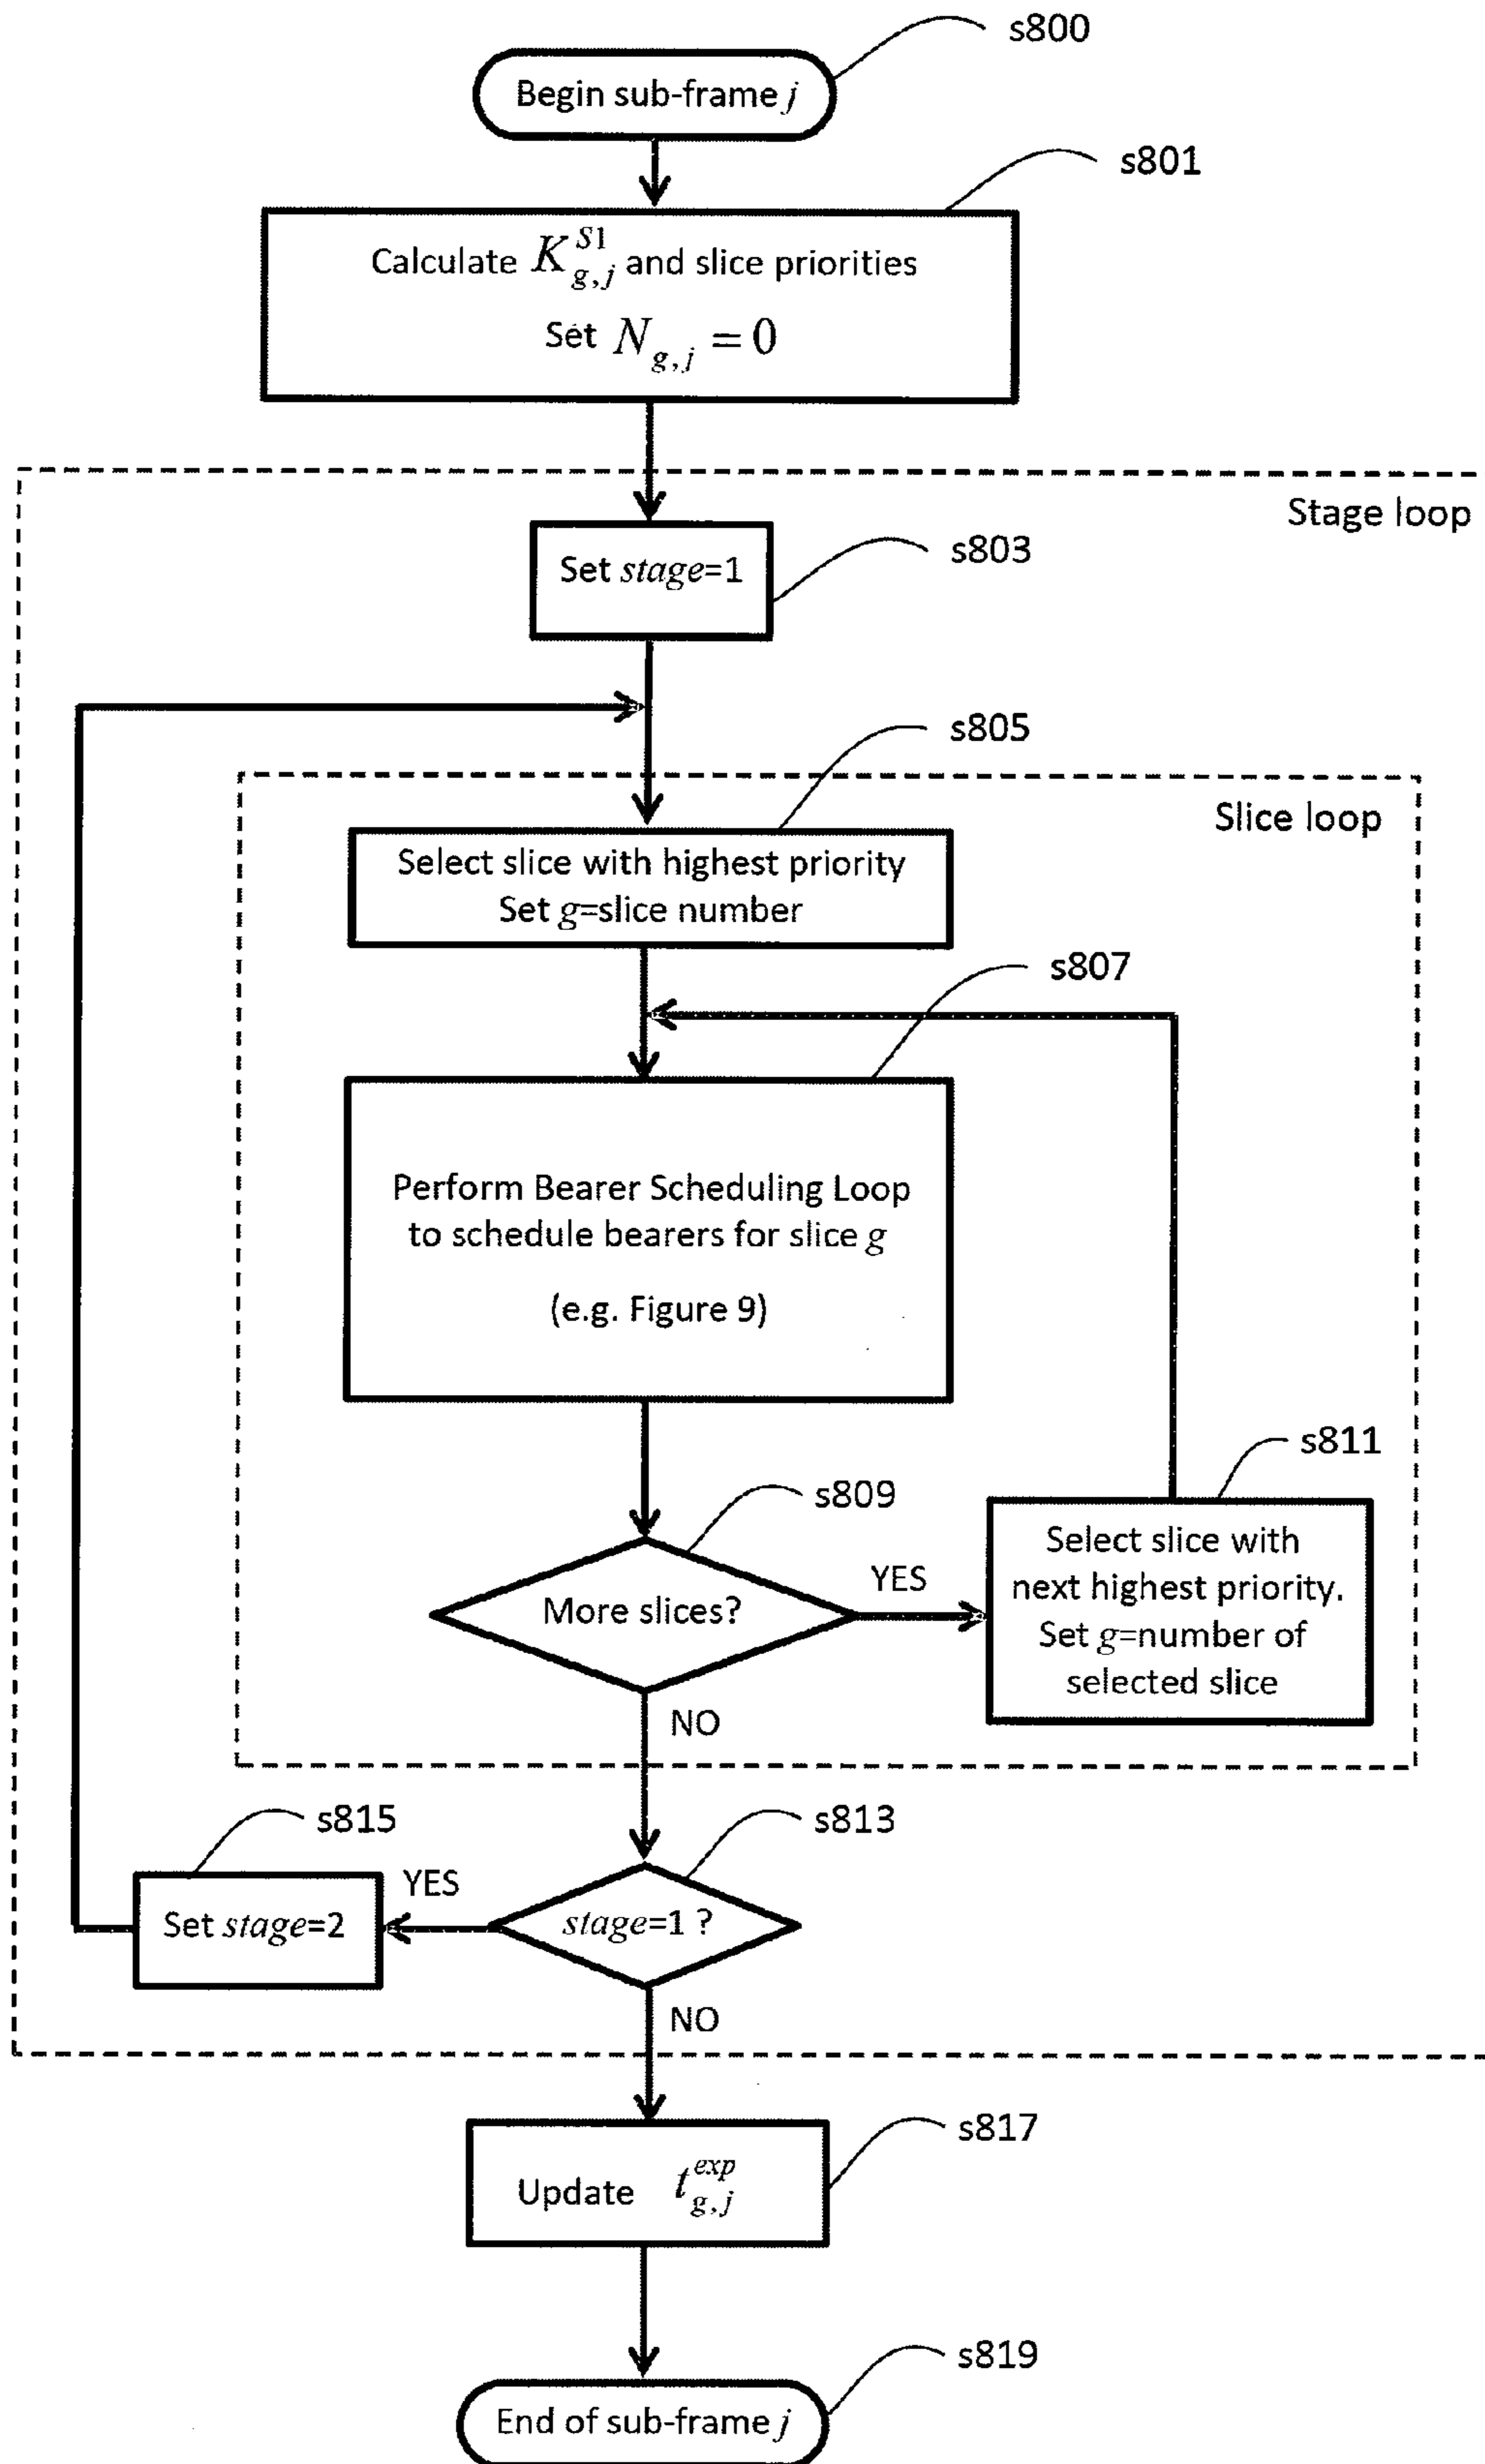 s800
Begin sub-frame j
s801
Calculate K_{g,j}^{S1} and slice priorities
Set N_{g,j} = 0
Stage loop
Set stage=1
s803
s805
Slice loop
Select slice with highest priority
Set g=slice number
s807
Perform Bearer Scheduling Loop
to schedule bearers for slice g
(e.g. Figure 9)
s811
s809
More slices?
YES
Select slice with
next highest priority.
Set g=number of
selected slice
NO
s815
s813
YES
Set stage=2
stage=1 ?
NO
s817
Update t_{g,j}^{exp}
s819
End of sub-frame j